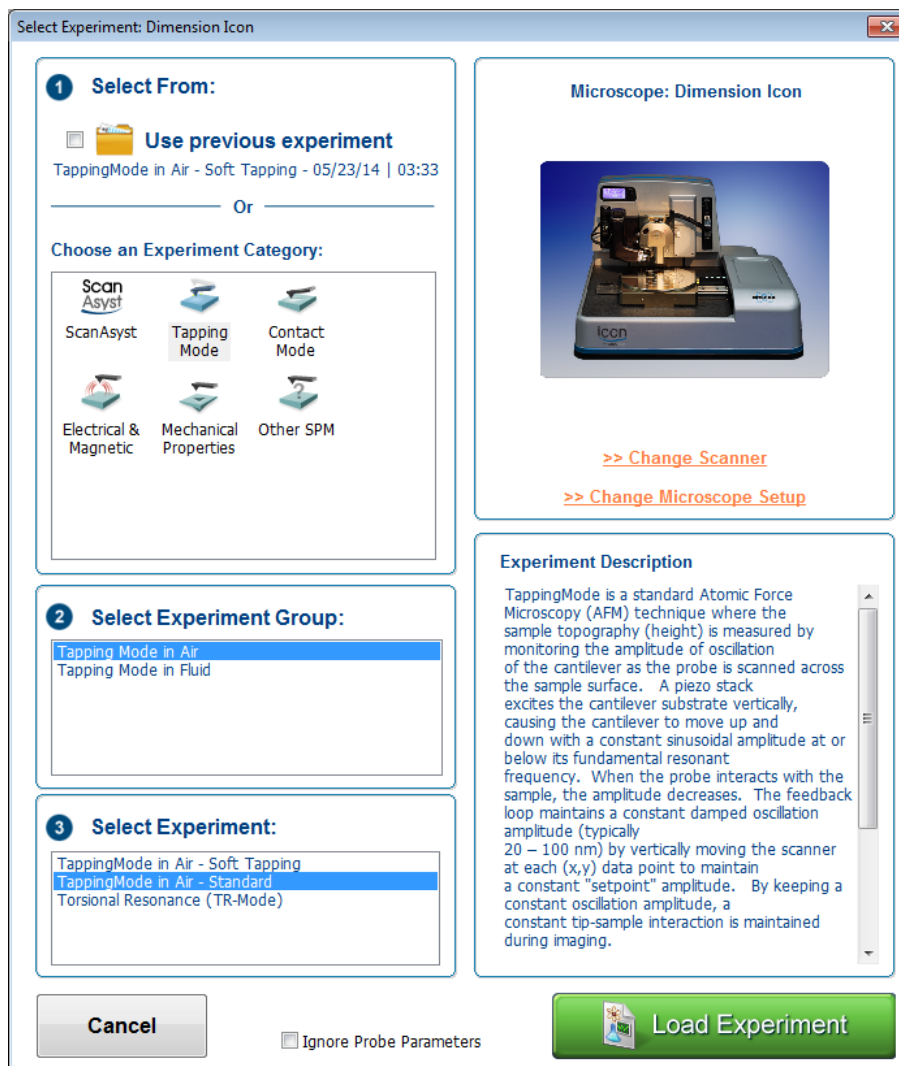 Select Experiment: Dimension Icon
1 Select From:
Use previous experiment
TappingMode in Air - Soft Tapping - 05/23/14 | 03:33
Or
Choose an Experiment Category:
Scan
Asyst
ScanAsyst
Tapping
Mode
Contact
Mode
Electrical &
Magnetic
Mechanical
Properties
?
Other SPM
2 Select Experiment Group:
Tapping Mode in Air
Tapping Mode in Fluid
3 Select Experiment:
TappingMode in Air - Soft Tapping
TappingMode in Air - Standard
Torsional Resonance (TR-Mode)
Cancel
Ignore Probe Parameters
Microscope: Dimension Icon
icon
>> Change Scanner
>> Change Microscope Setup
Experiment Description
TappingMode is a standard Atomic Force
Microscopy (AFM) technique where the
sample topography (height) is measured by
monitoring the amplitude of oscillation
of the cantilever as the probe is scanned across
the sample surface.   A piezo stack
excites the cantilever substrate vertically,
causing the cantilever to move up and
down with a constant sinusoidal amplitude at or
below its fundamental resonant
frequency.  When the probe interacts with the
sample, the amplitude decreases.  The feedback
loop maintains a constant damped oscillation
amplitude (typically
20 – 100 nm) by vertically moving the scanner
at each (x,y) data point to maintain
a constant "setpoint" amplitude.   By keeping a
constant oscillation amplitude, a
constant tip-sample interaction is maintained
during imaging.
Load Experiment